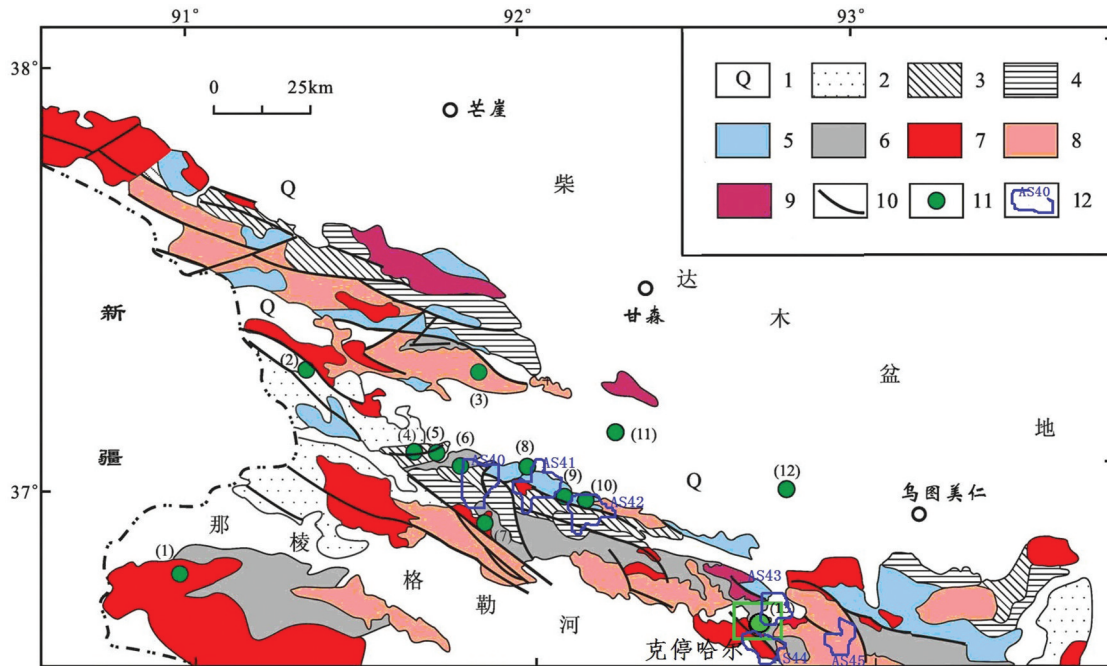 91° 92° 93°
38°
0 25km
芒崖
Q 1 2 3 4
5 6 7 8
9 10 11 AS40 12
Q
柴
达
甘森
木
新
Q
盆
(2)
(3)
(11)
地
(4) (5) (6) AS40 (8) AS41
疆
(9) (10) AS42
Q
(12)
37°
乌图美仁
那
棱
(7)
(1)
格
勒
河
AS43
克停哈尔
AS44 AS45